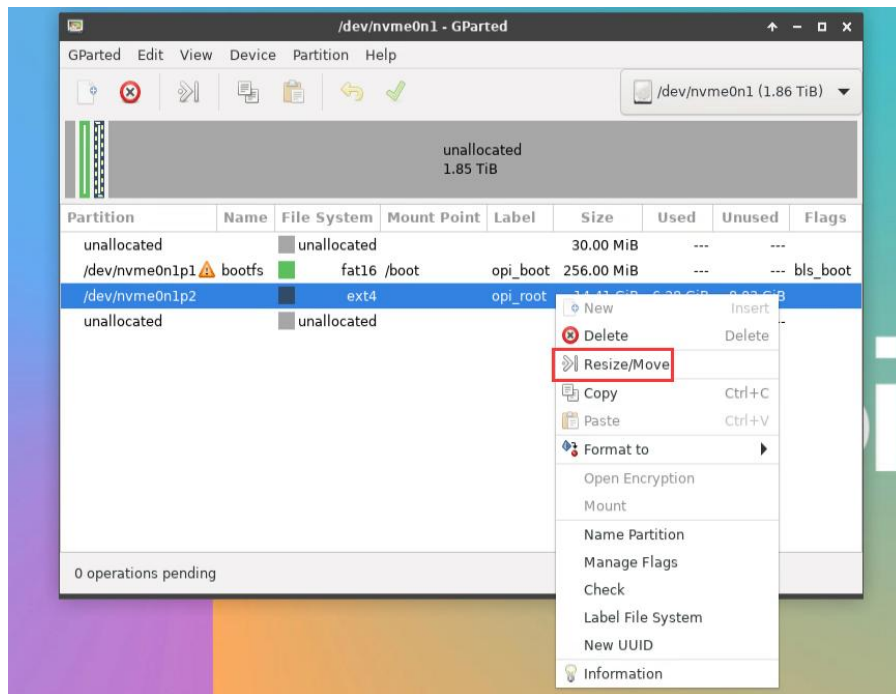 /dev/nvme0n1 - GParted
GParted Edit View Device Partition Help
/dev/nvme0n1 (1.86 TiB)
unallocated
1.85 TiB
Partition Name File System Mount Point Label Size Used Unused Flags
unallocated unallocated 30.00 MiB --- ---
/dev/nvme0n1p1 bootfs fat16 /boot opi_boot 256.00 MiB --- --- bls_boot
/dev/nvme0n1p2 ext4 opi_root
unallocated unallocated
New Insert
Delete Delete
Resize/Move
Copy Ctrl+C
Paste Ctrl+V
Format to
Open Encryption
Mount
Name Partition
Manage Flags
Check
Label File System
New UUID
Information
0 operations pending